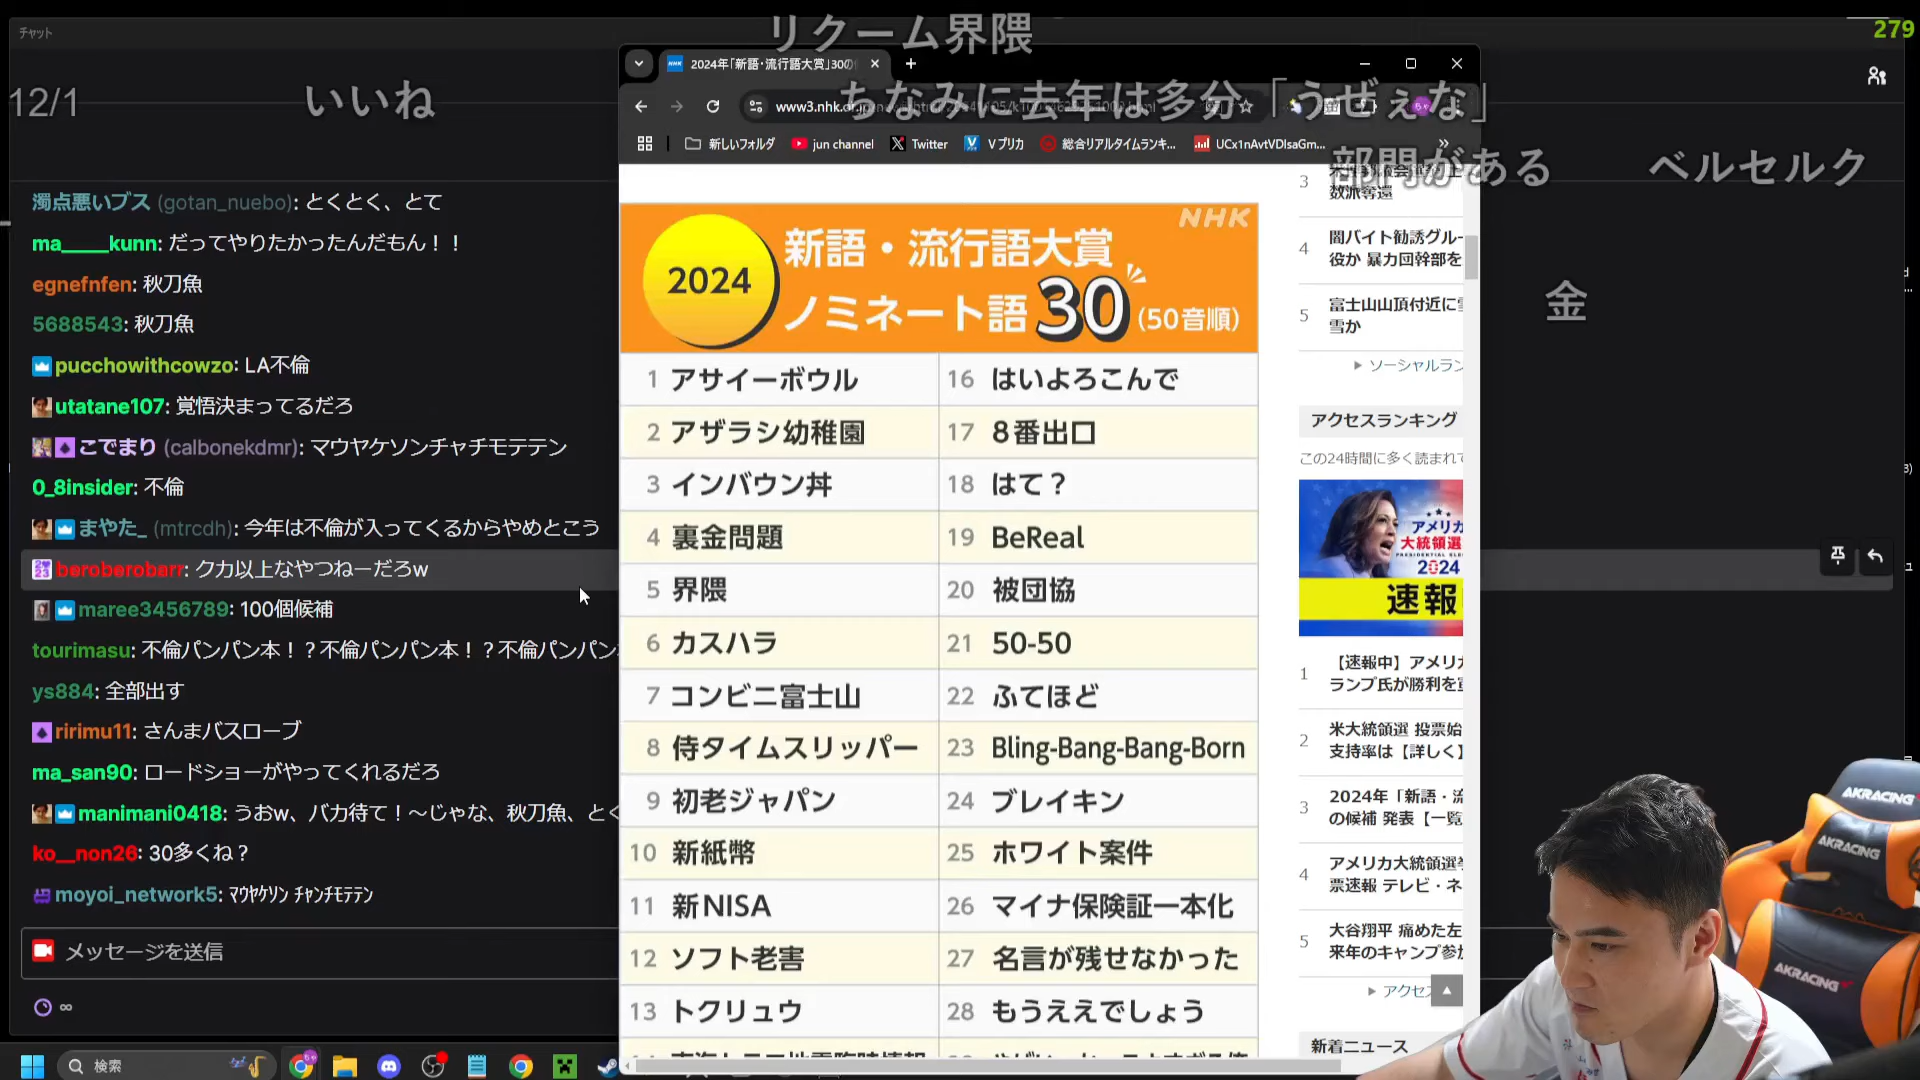 チャット
12/1
いいね
リクーム界隈
ちなみに去年は多分「うぜぇな」
部門がある
ベルセルク
金
279
濁点悪いブス (gotan_nuebo): とくとく、とて
ma_____kunn: だってやりたかったんだもん！！
egnefnfen: 秋刀魚
5688543: 秋刀魚
pucchowithcowzo: LA不倫
utatane107: 覚悟決まってるだろ
こでまり (calbonekdmr): マウヤケソンチャチモテテン
0_8insider: 不倫
まやた_ (mtrcdh): 今年は不倫が入ってくるからやめとこう
beroberobarr: クカ以上なやつねーだろw
maree3456789: 100個候補
tourimasu: 不倫パンパン本！？不倫パンパン本！？不倫パンパン
ys884: 全部出す
ririmu11: さんまバスローブ
ma_san90: ロードショーがやってくれるだろ
manimani0418: うおw、バカ待て！～じゃな、秋刀魚、とく
ko__non26: 30多くね？
moyoi_network5: ﾏｳﾔｹﾘﾝ ﾁｬﾝﾁﾓﾃﾃﾝ
メッセージを送信
∞
検索
2024年｢新語･流行語大賞｣30の
www3.nhk.or.jp
新しいフォルダ
jun channel
Twitter
Vプリカ
総合リアルタイムランキ...
UCx1nAvtVDIsaGm...
NHK
2024
新語・流行語大賞
ノミネート語30(50音順)
1 アサイーボウル
2 アザラシ幼稚園
3 インバウン丼
4 裏金問題
5 界隈
6 カスハラ
7 コンビニ富士山
8 侍タイムスリッパー
9 初老ジャパン
10 新紙幣
11 新NISA
12 ソフト老害
13 トクリュウ
16 はいよろこんで
17 8番出口
18 はて？
19 BeReal
20 被団協
21 50-50
22 ふてほど
23 Bling-Bang-Bang-Born
24 ブレイキン
25 ホワイト案件
26 マイナ保険証一本化
27 名言が残せなかった
28 もうええでしょう
3
数派奪還
4
闇バイト勧誘グルー
役か 暴力団幹部を
5
富士山山頂付近に雪
雪か
ソーシャルラン
アクセスランキング
この24時間に多く読まれて
アメリカ
大統領選
2024
速報
1
【速報中】アメリカ
ランプ氏が勝利を宣
2
米大統領選 投票始
支持率は【詳しく】
3
2024年「新語・流
の候補 発表【一覧
4
アメリカ大統領選挙
票速報 テレビ・ネ
5
大谷翔平 痛めた左
来年のキャンプ参加
アクセス
新着ニュース
AKRACING
AKRACING
AKRACING